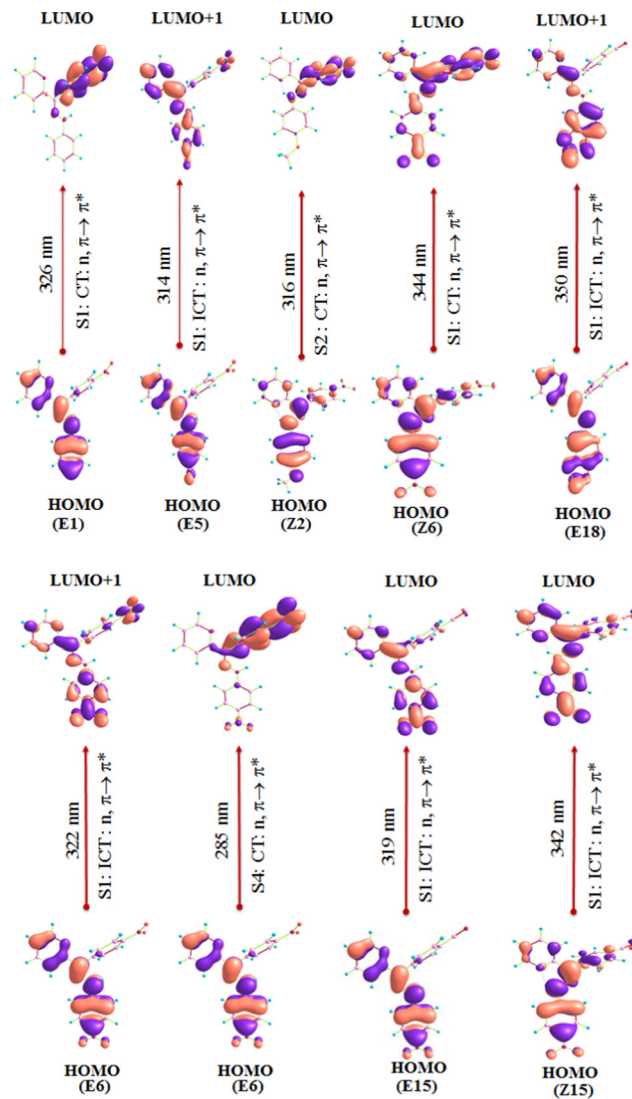 LUMO
LUMO+1
LUMO
LUMO
LUMO+1
326 nm
S1: CT: n, π→ π*
314 nm
S1: ICT: n, π→ π*
316 nm
S2 : CT: n, π→ π*
344 nm
S1: CT: n, π→ π*
350 nm
S1: ICT: n, π→ π*
HOMO
(E1)
HOMO
(E5)
HOMO
(Z2)
HOMO
(Z6)
HOMO
(E18)
LUMO+1
LUMO
LUMO
LUMO
322 nm
S1: ICT: n, π→ π*
285 nm
S4: CT: n, π→ π*
319 nm
S1: ICT: n, π→ π*
342 nm
S1: ICT: n, π→ π*
HOMO
(E6)
HOMO
(E6)
HOMO
(E15)
HOMO
(Z15)